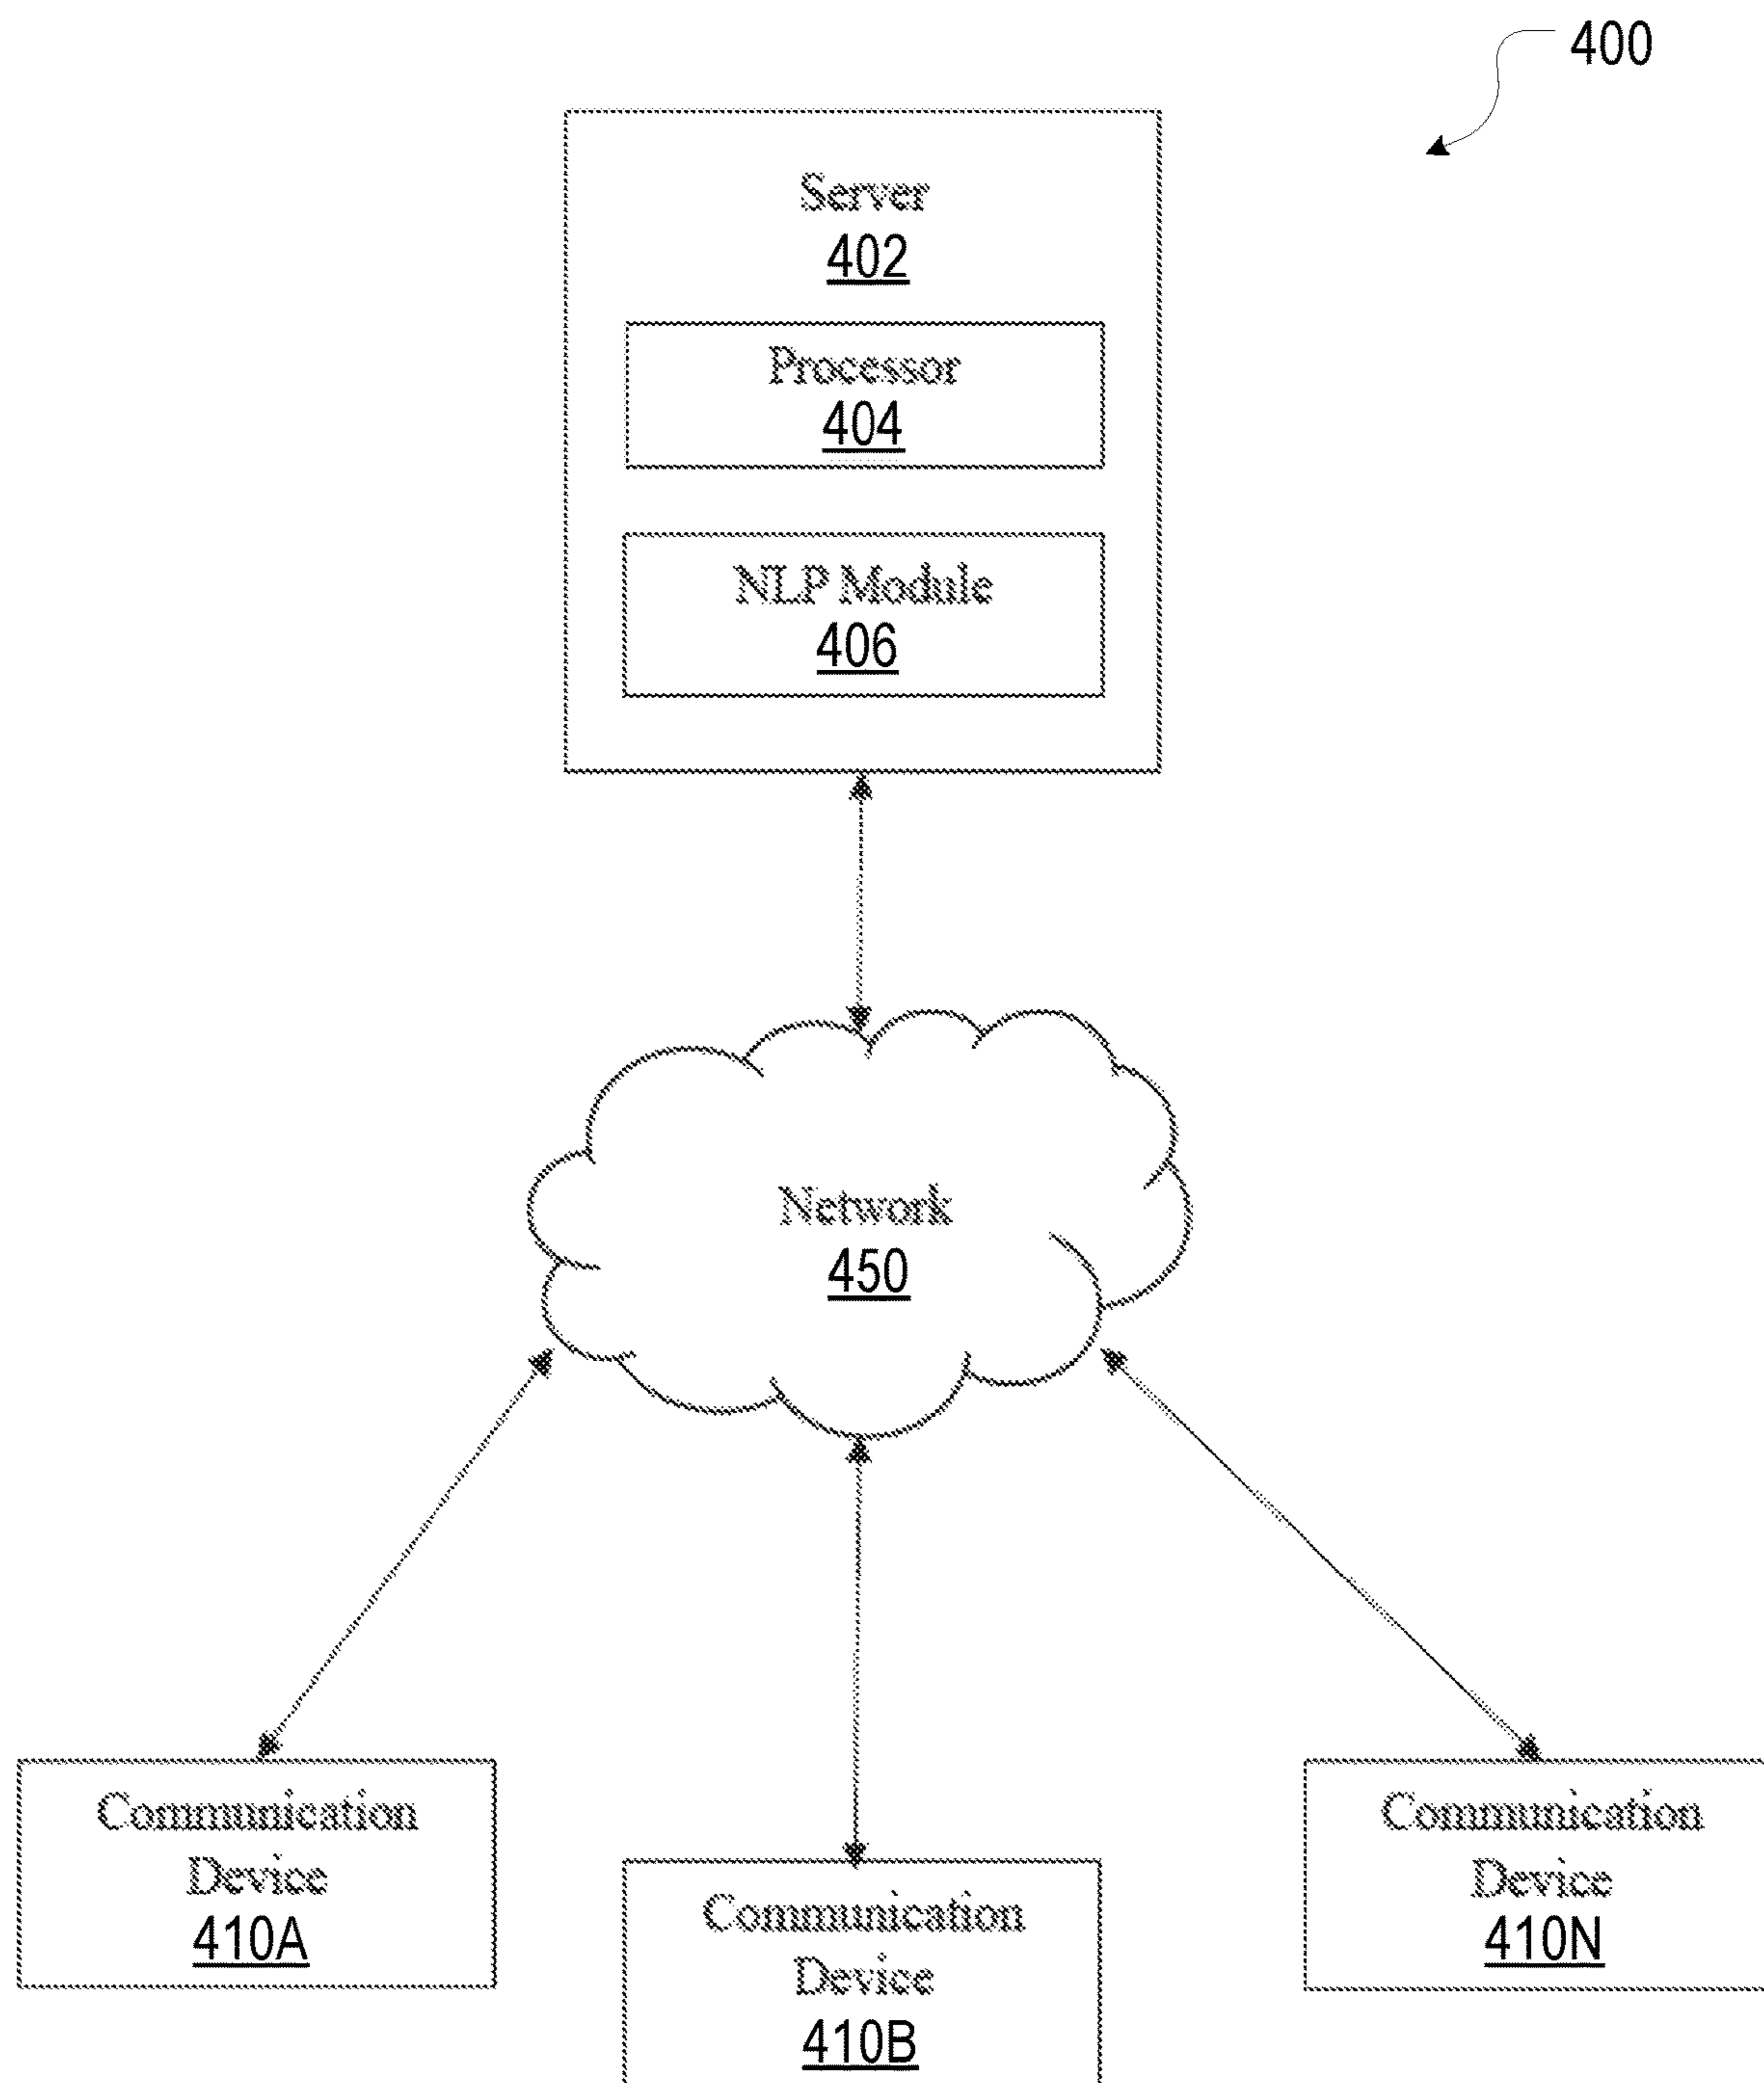 400
Server
402
Processor
404
NLP Module
406
Network
450
Communication
Device
410A
Communication
Device
410B
Communication
Device
410N